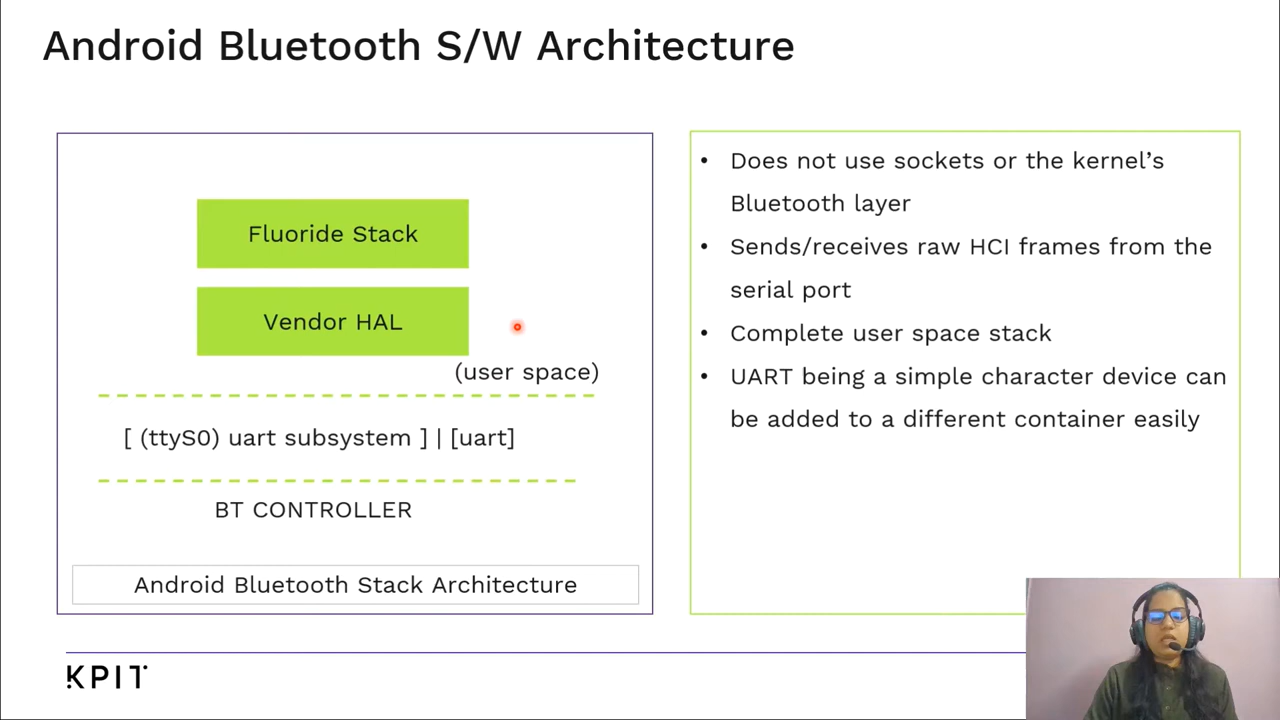 Android Bluetooth S/W Architecture
Fluoride Stack
Vendor HAL
(user space)
[ (ttyS0) uart subsystem ] | [uart]
BT CONTROLLER
Android Bluetooth Stack Architecture
• Does not use sockets or the kernel’s
Bluetooth layer
• Sends/receives raw HCI frames from the
serial port
• Complete user space stack
• UART being a simple character device can
be added to a different container easily
KPIT